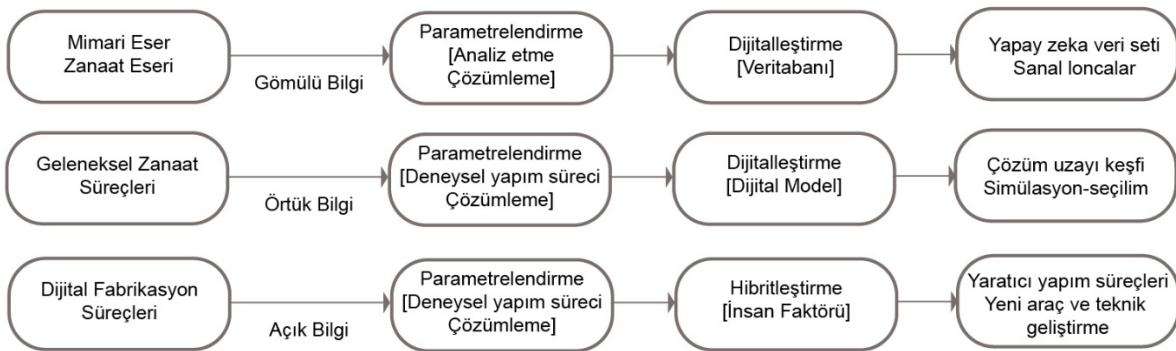 Mimari Eser
Zanaat Eseri
Gömülü Bilgi
Parametrelendirme
[Analiz etme
Çözümleme]
Dijitalleştirme
[Veritabanı]
Yapay zeka veri seti
Sanal loncalar
Geleneksel Zanaat
Süreçleri
Örtük Bilgi
Parametrelendirme
[Deneysel yapım süreci
Çözümleme]
Dijitalleştirme
[Dijital Model]
Çözüm uzayı keşfi
Simülasyon-seçilim
Dijital Fabrikasyon
Süreçleri
Açık Bilgi
Parametrelendirme
[Deneysel yapım süreci
Çözümleme]
Hibritleştirme
[İnsan Faktörü]
Yaratıcı yapım süreçleri
Yeni araç ve teknik
geliştirme